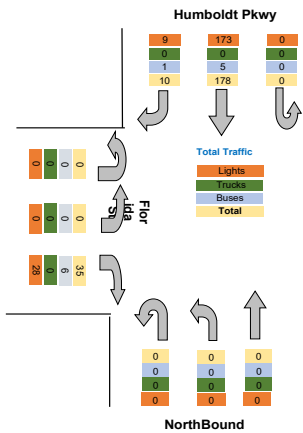 Humboldt Pkwy
9 173 0
0 0 0
1 5 0
10 178 0
Total Traffic
Lights
Trucks
Buses
Total
0 0 0 0
0 0 0 0
28 0 6 35
Flor
ida
0 0 0
0 0 0
0 0 0
0 0 0
NorthBound